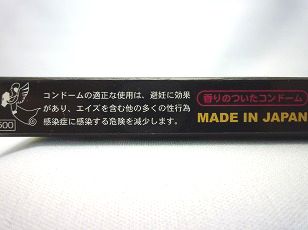 コンドームの適正な使用は、避妊に効果
があり、エイズを含む他の多くの性行為
感染症に感染する危険を減少します。
香りのついたコンドーム
MADE IN JAPAN
500